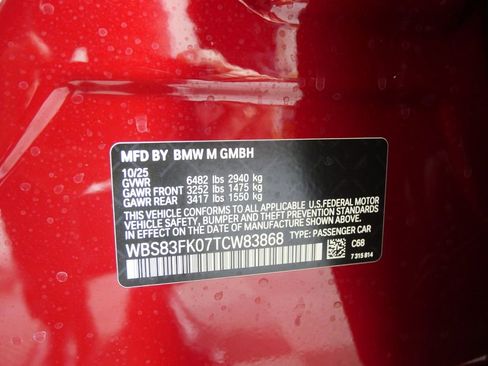 MFD BY BMW M GMBH
10/25
GVWR 6482 lbs 2940 kg
GAWR FRONT 3252 lbs 1475 kg
GAWR REAR 3417 lbs 1550 kg
THIS VEHICLE CONFORMS TO ALL APPLICABLE U.S.FEDERAL MOTOR
VEHICLE SAFETY, BUMPER AND THEFT PREVENTION STANDARDS
IN EFFECT ON THE DATE OF MANUFACTURE SHOWN ABOVE.
WBS83FK07TCW83868 TYPE: PASSENGER CAR
C68
7 315 814